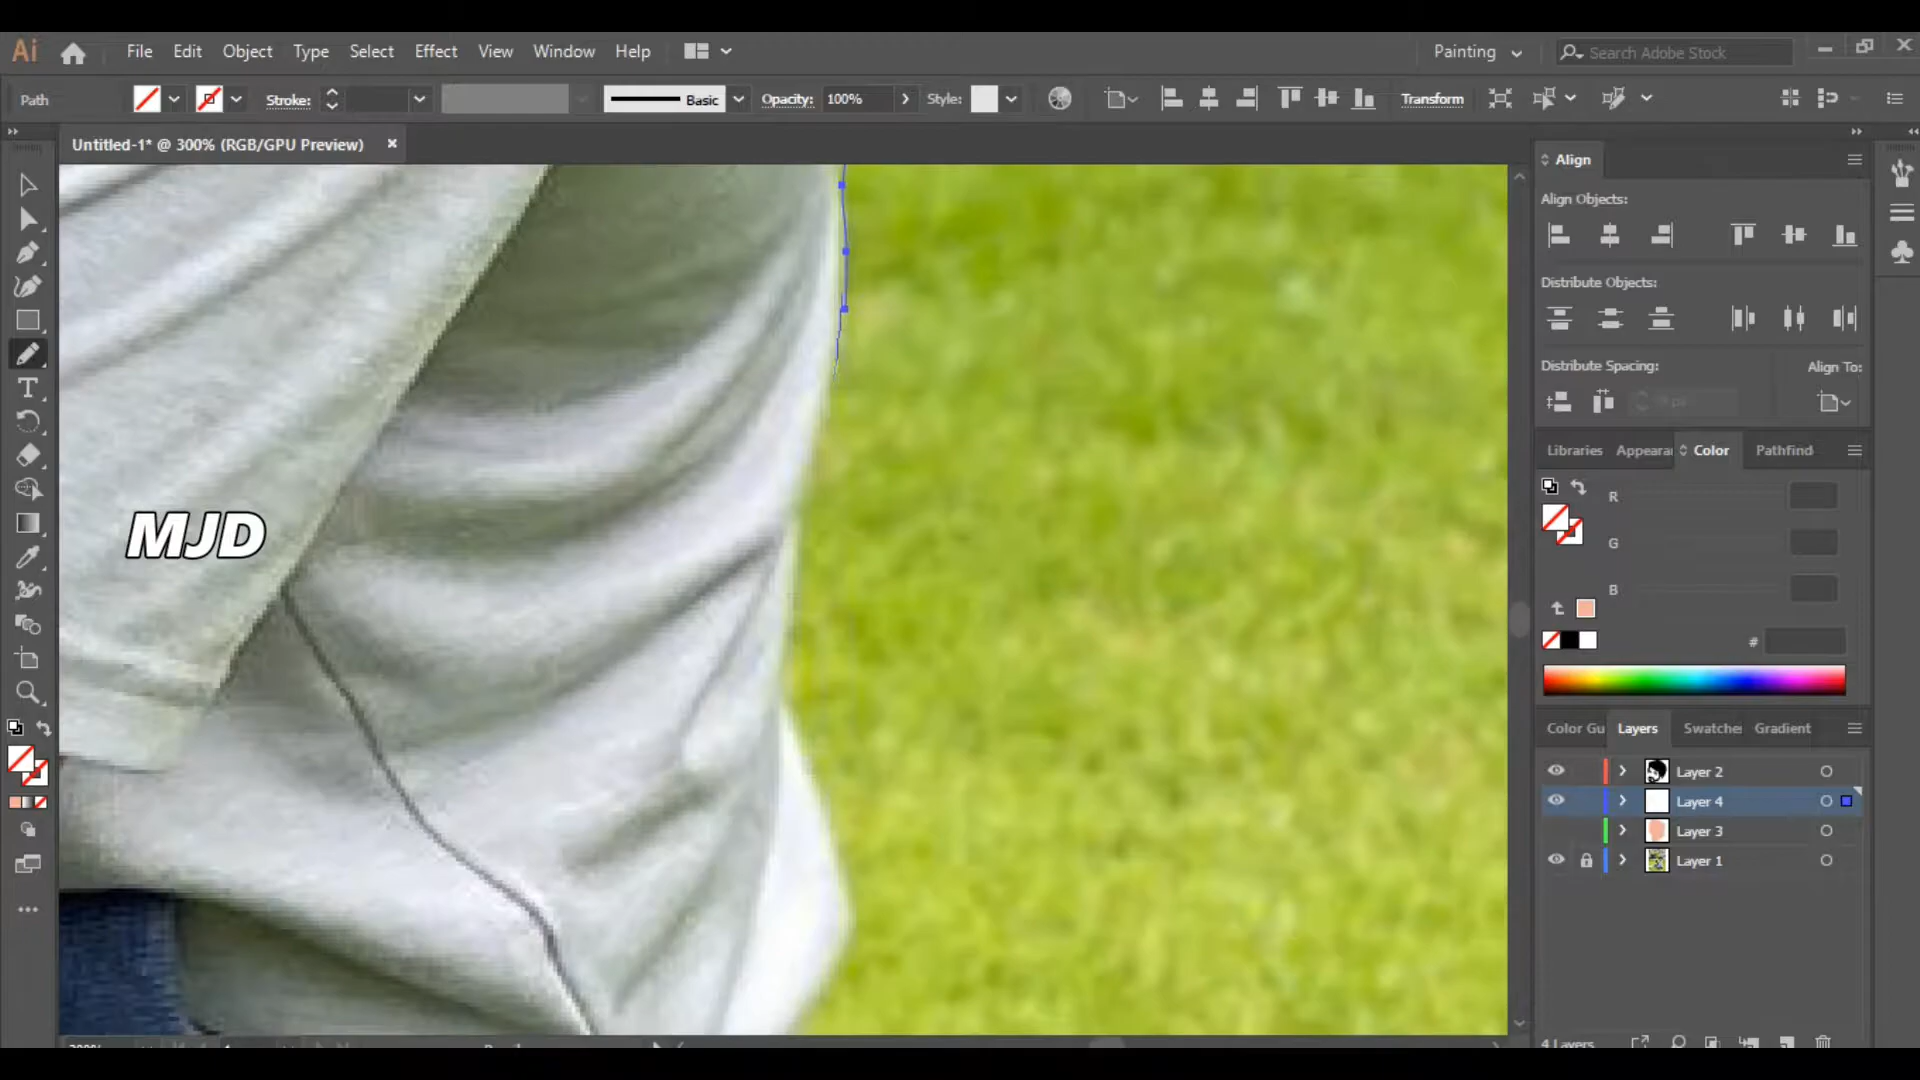 Ai File Edit Object Type Select Effect View Window Help Painting Search Adobe Stock
Path Stroke: Basic Opacity: 100% Style: Transform
Untitled-1* @ 300% (RGB/GPU Preview)
Align
Align Objects:
Distribute Objects:
Distribute Spacing: Align To:
Libraries Appeara Color Pathfind
R
G
B
#
MJD
Color Gu Layers Swatche Gradient
Layer 2
Layer 4
Layer 3
Layer 1
4 Layers